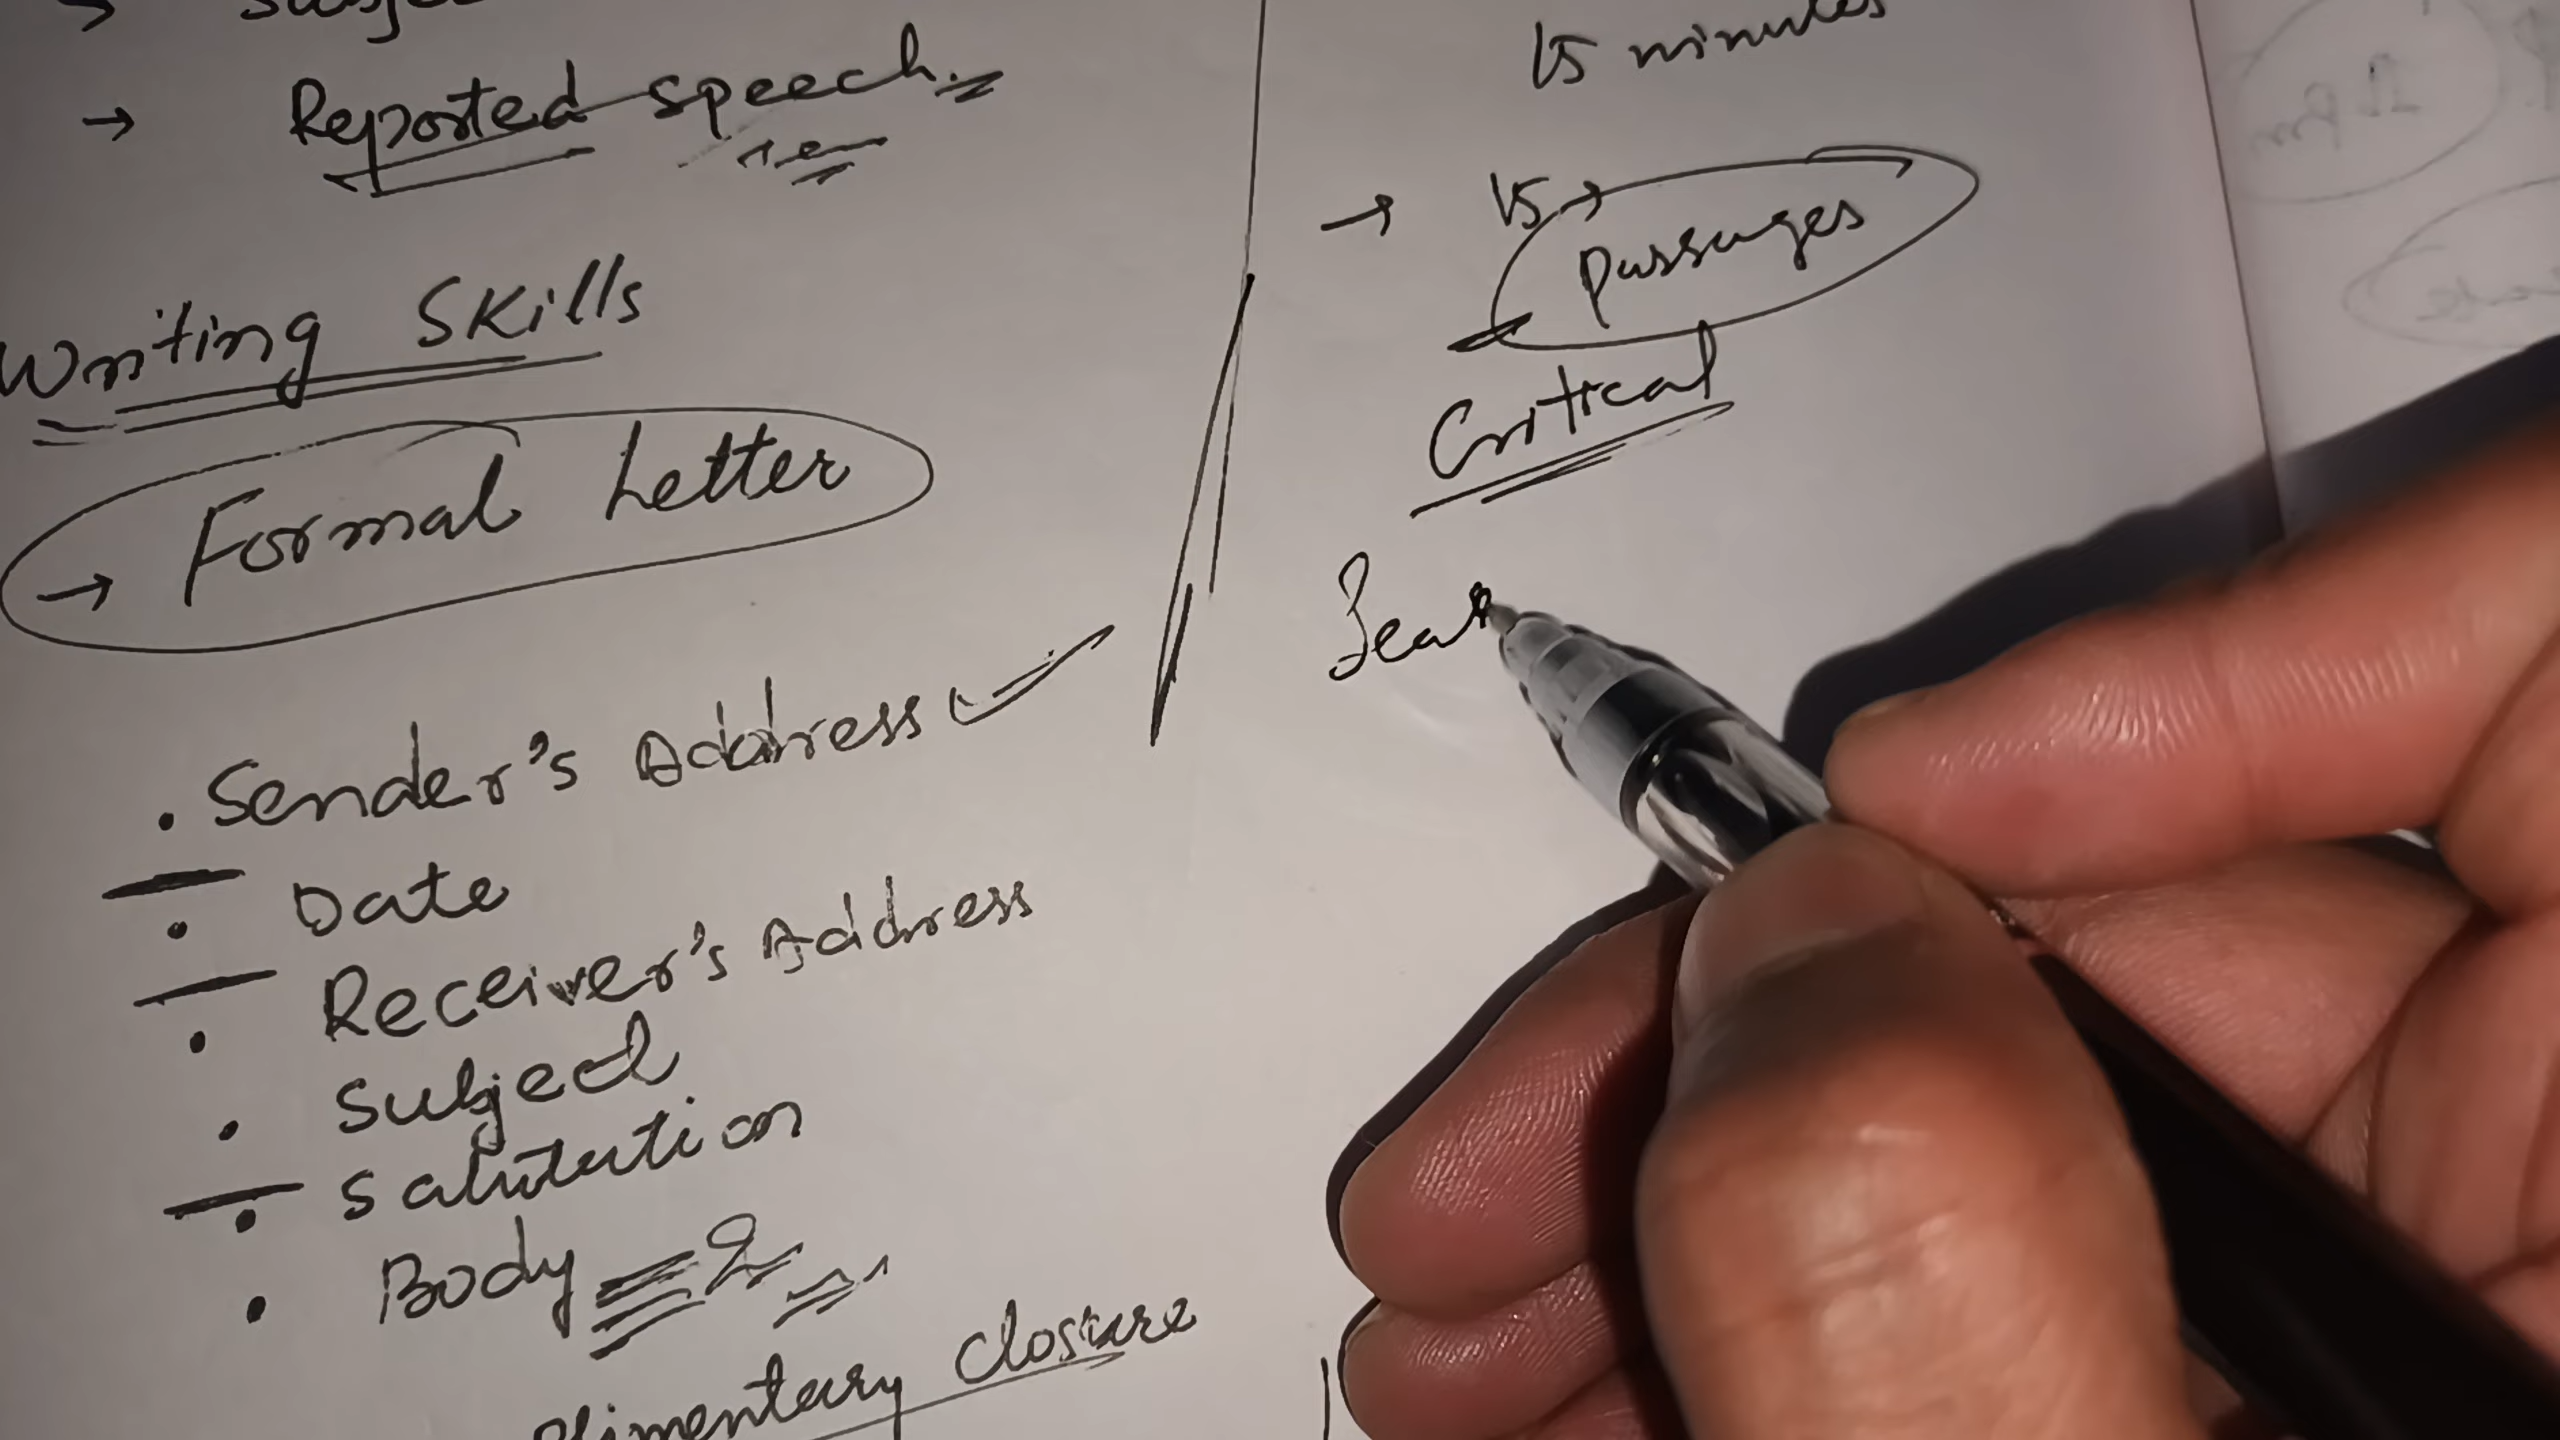 → Reported speech.
Writing Skills
→ Formal Letter
. Sender's Address ✓
. Date
. Receiver's Address
. Subject
. Salutation
. Body = 2
closure
15 minutes
→ 15 →
passages
Critical